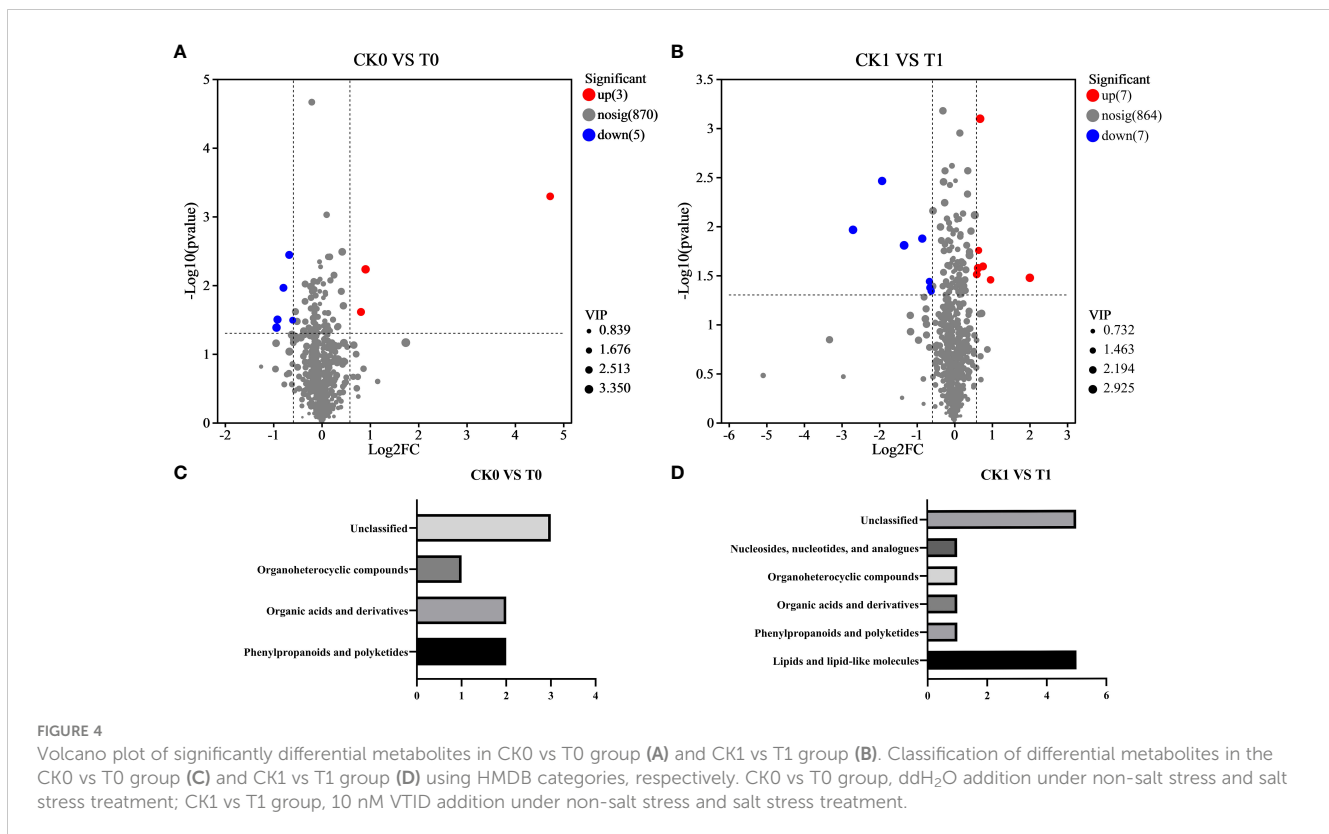 A
CK0 VS T0
5
4
3
2
1
0
-Log10(pvalue)
-2
-1
0
1
2
3
4
5
Log2FC
Significant
up(3)
nosig(870)
down(5)
VIP
0.839
1.676
2.513
3.350
B
CK1 VS T1
3.5
3.0
2.5
2.0
1.5
1.0
0.5
0
-Log10(pvalue)
-6
-5
-4
-3
-2
-1
0
1
2
3
Log2FC
Significant
up(7)
nosig(864)
down(7)
VIP
0.732
1.463
2.194
2.925
C
CK0 VS T0
Unclassified
Organoheterocyclic compounds
Organic acids and derivatives
Phenylpropanoids and polyketides
0
1
2
3
4
D
CK1 VS T1
Unclassified
Nucleosides, nucleotides, and analogues
Organoheterocyclic compounds
Organic acids and derivatives
Phenylpropanoids and polyketides
Lipids and lipid-like molecules
0
2
4
6
FIGURE 4
Volcano plot of significantly differential metabolites in CK0 vs T0 group (A) and CK1 vs T1 group (B). Classification of differential metabolites in the
CK0 vs T0 group (C) and CK1 vs T1 group (D) using HMDB categories, respectively. CK0 vs T0 group, ddH₂O addition under non-salt stress and salt
stress treatment; CK1 vs T1 group, 10 nM VTID addition under non-salt stress and salt stress treatment.